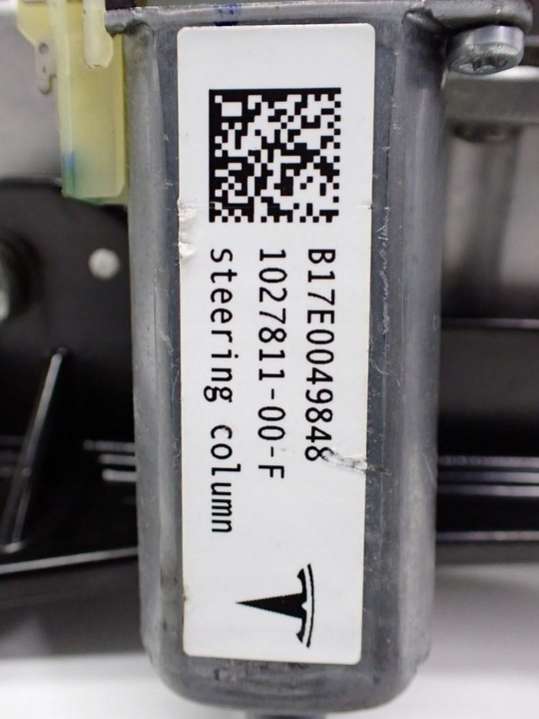 B17E0049848
1027811-00-F
steering column